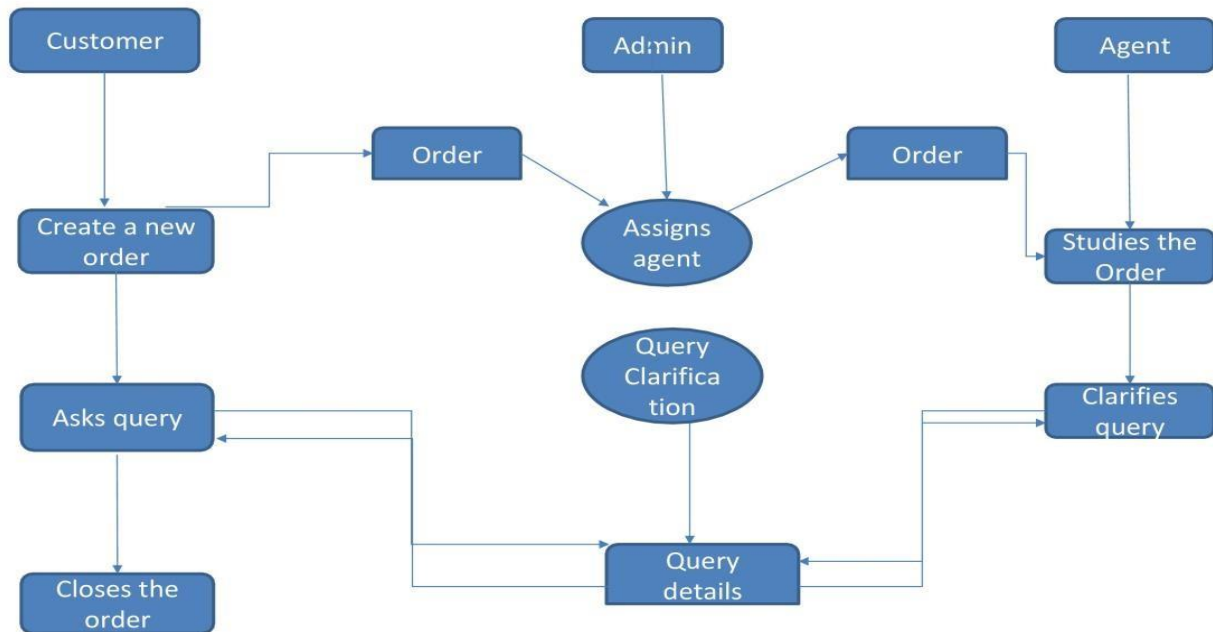 Customer
Admin
Agent
Order
Order
Create a new
order
Assigns
agent
Studies the
Order
Query
Clarifica
tion
Asks query
Clarifies
query
Query
details
Closes the
order